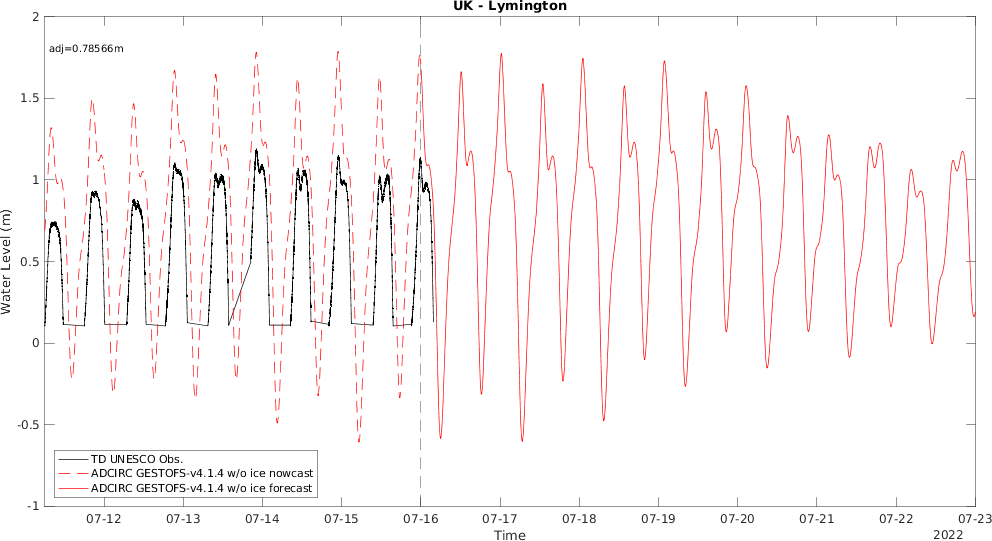 UK - Lymington
adj=0.78566m
Water Level (m)
2
1.5
1
0.5
0
-0.5
-1
TD UNESCO Obs.
ADCIRC GESTOFS-v4.1.4 w/o ice nowcast
ADCIRC GESTOFS-v4.1.4 w/o ice forecast
07-12 07-13 07-14 07-15 07-16 07-17 07-18 07-19 07-20 07-21 07-22 07-23
Time
2022